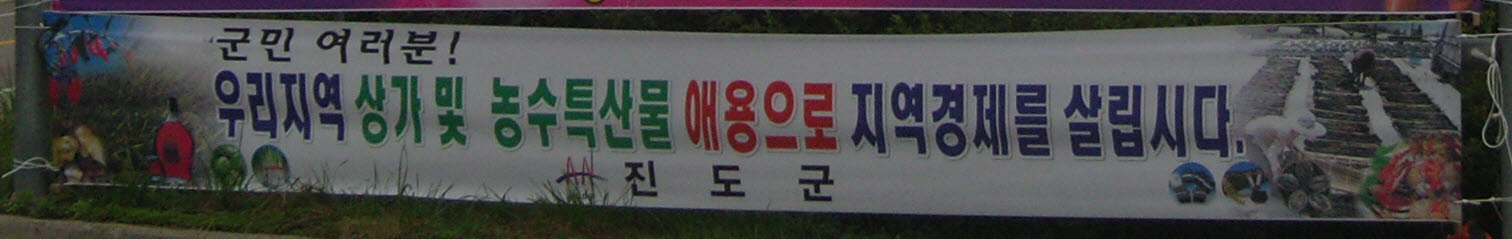 군민 여러분!
우리지역 상가 및 농수특산물 애용으로 지역경제를 살립시다.
진도군